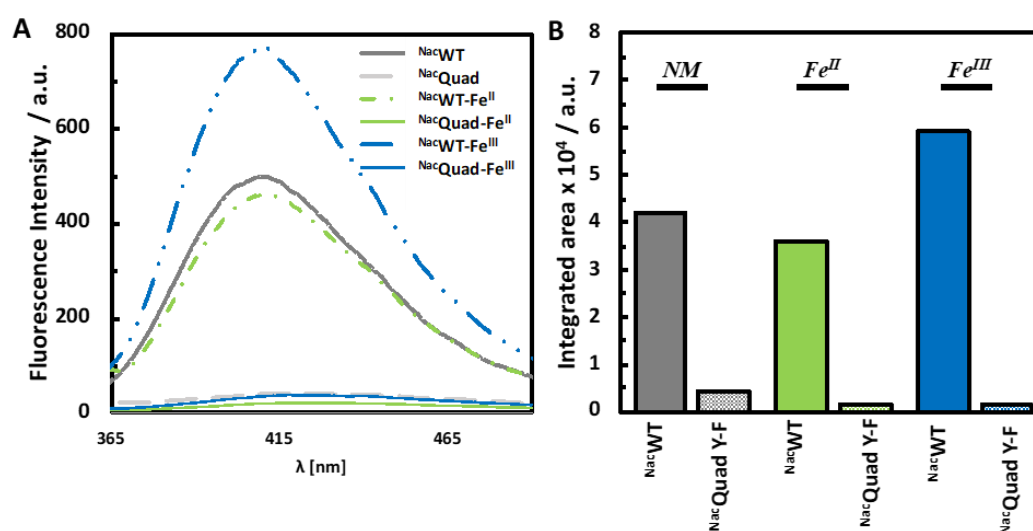 A
Fluorescence Intensity / a.u.
800
600
400
200
0
365
415
465
λ [nm]
NacWT
NacQuad
NacWT-FeII
NacQuad-FeII
NacWT-FeIII
NacQuad-FeIII
B
Integrated area x 10⁴ / a.u.
8
7
6
5
4
3
2
1
0
NM
FeII
FeIII
NacWT
NacQuad Y-F
NacWT
NacQuad Y-F
NacWT
NacQuad Y-F